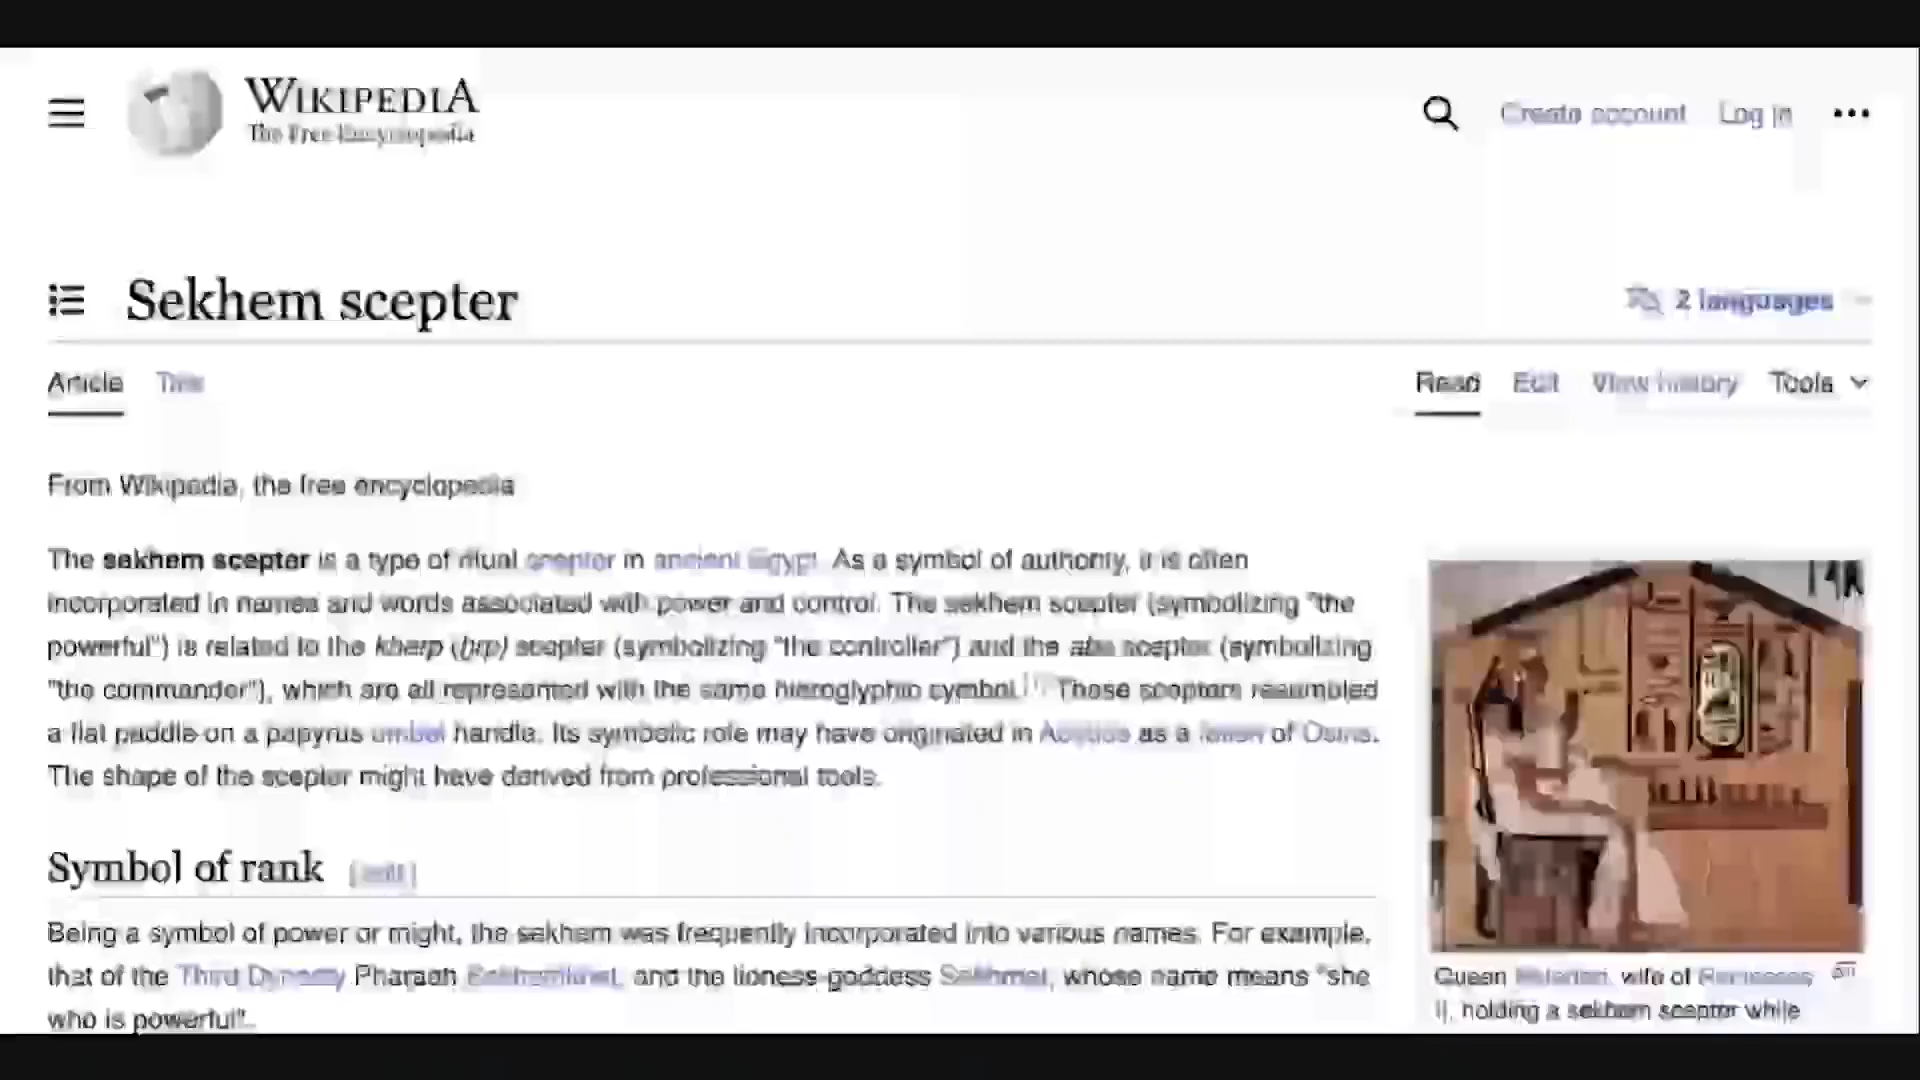 WIKIPEDIA
The Free Encyclopedia
Create account Log in
Sekhem scepter
2 languages
Article
Read Edit View history Tools
From Wikipedia, the free encyclopedia
The sekhem scepter is a type of ritual scepter in ancient Egypt. As a symbol of authority, it is often
incorporated in names and words associated with power and control. The sekhem scepter (symbolizing "the
powerful") is related to the kherp (ḫrp) scepter (symbolizing "the controller") and the aba scepter (symbolizing
"the commander"), which are all represented with the same hieroglyphic symbol. These scepters resembled
a flat paddle on a papyrus umbel handle. Its symbolic role may have originated in Abydos as a of Osiris.
The shape of the scepter might have derived from professional tools.
Symbol of rank [edit]
Being a symbol of power or might, the sekhem was frequently incorporated into various names. For example,
that of the Third Dynasty Pharaoh Sekhemkhet, and the lioness-goddess Sekhmet, whose name means "she
who is powerful".
Queen Nefertari, wife of Ramesses
II, holding a sekhem scepter while